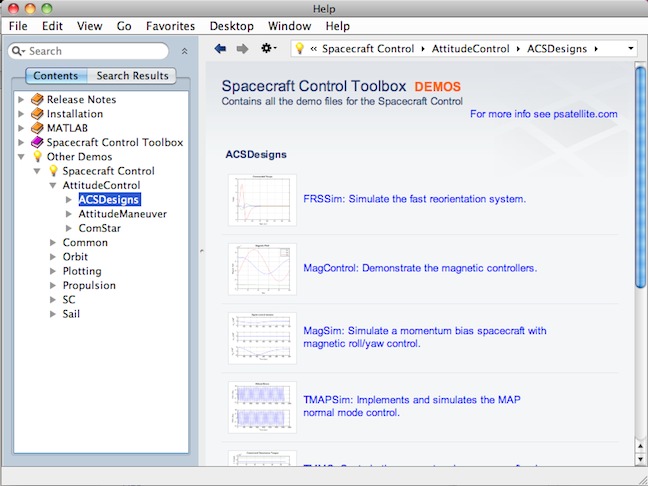 Help
File Edit View Go Favorites Desktop Window Help
Search
« Spacecraft Control ▸ AttitudeControl ▸ ACSDesigns ▸
Contents Search Results
Release Notes
Installation
MATLAB
Spacecraft Control Toolbox
Other Demos
Spacecraft Control
AttitudeControl
ACSDesigns
AttitudeManeuver
ComStar
Common
Orbit
Plotting
Propulsion
SC
Sail
Spacecraft Control Toolbox DEMOS
Contains all the demo files for the Spacecraft Control
For more info see psatellite.com
ACSDesigns
FRSSim: Simulate the fast reorientation system.
MagControl: Demonstrate the magnetic controllers.
MagSim: Simulate a momentum bias spacecraft with
magnetic roll/yaw control.
TMAPSim: Implements and simulates the MAP
normal mode control.